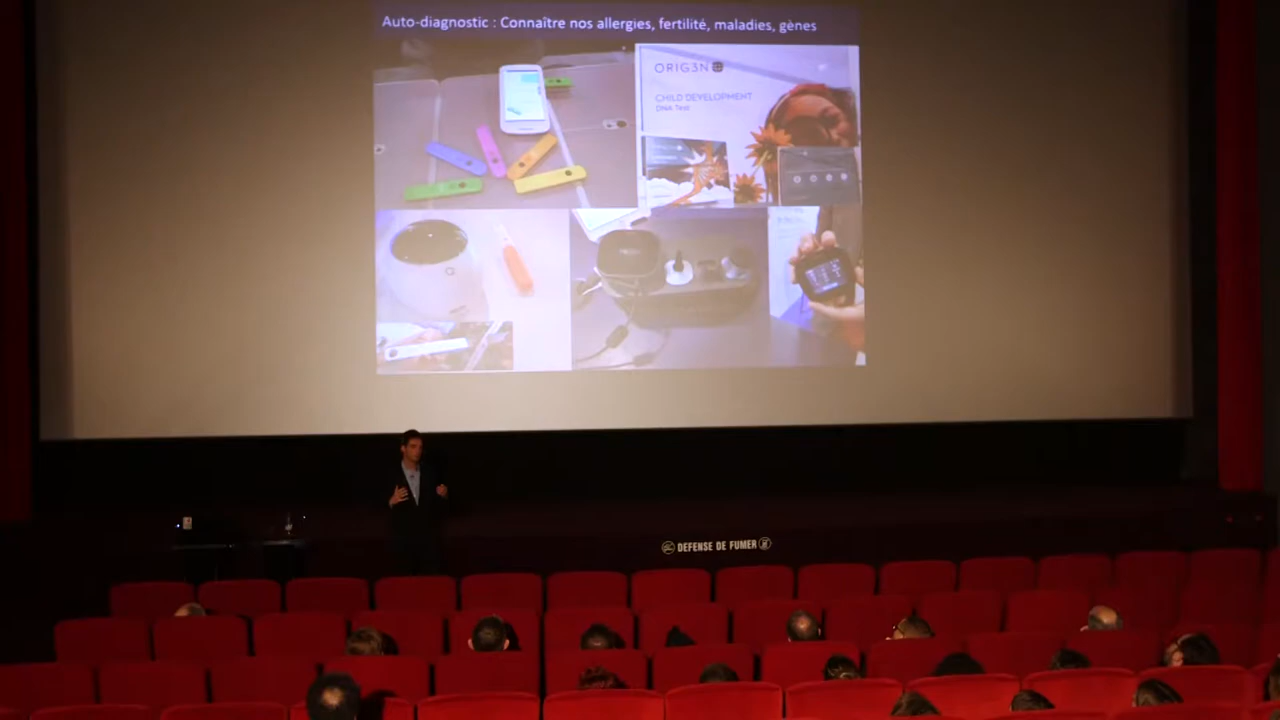 Auto-diagnostic : Connaître nos allergies, fertilité, maladies, gènes
ORIG3N
CHILD DEVELOPMENT
DNA Test
DEFENSE DE FUMER